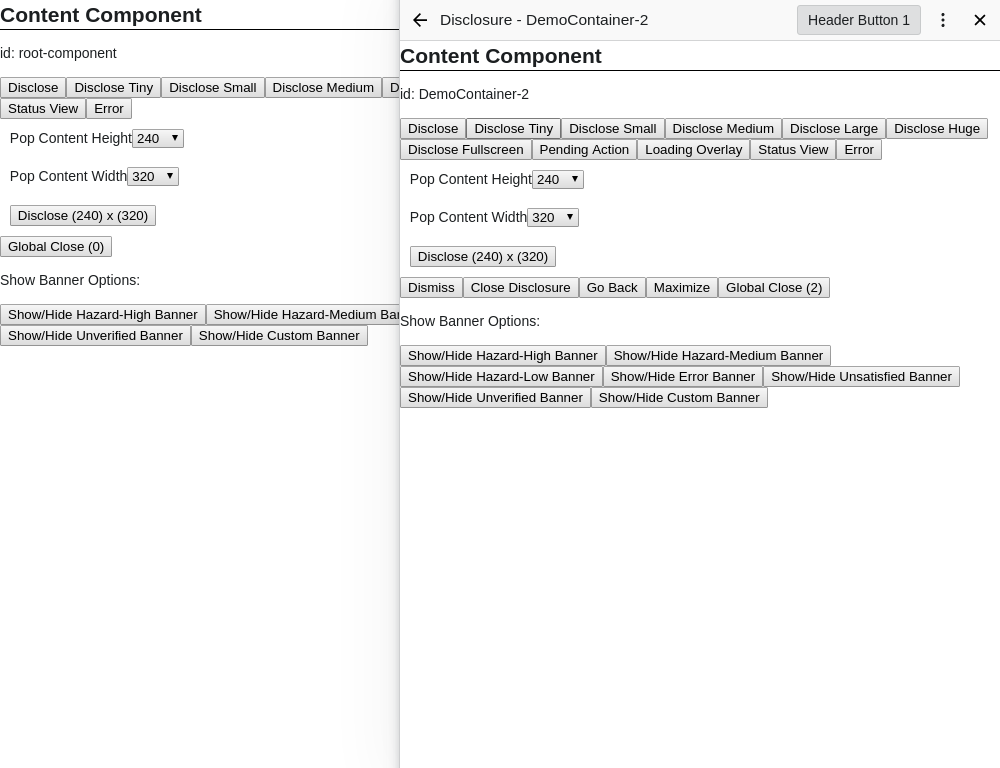 Content Component
id: root-component
Disclose Disclose Tiny Disclose Small Disclose Medium D
Status View Error
Pop Content Height 240
Pop Content Width 320
Disclose (240) x (320)
Global Close (0)
Show Banner Options:
Show/Hide Hazard-High Banner Show/Hide Hazard-Medium Ban
Show/Hide Unverified Banner Show/Hide Custom Banner
Disclosure - DemoContainer-2 Header Button 1
Content Component
id: DemoContainer-2
Disclose Disclose Tiny Disclose Small Disclose Medium Disclose Large Disclose Huge
Disclose Fullscreen Pending Action Loading Overlay Status View Error
Pop Content Height 240
Pop Content Width 320
Disclose (240) x (320)
Dismiss Close Disclosure Go Back Maximize Global Close (2)
Show Banner Options:
Show/Hide Hazard-High Banner Show/Hide Hazard-Medium Banner
Show/Hide Hazard-Low Banner Show/Hide Error Banner Show/Hide Unsatisfied Banner
Show/Hide Unverified Banner Show/Hide Custom Banner